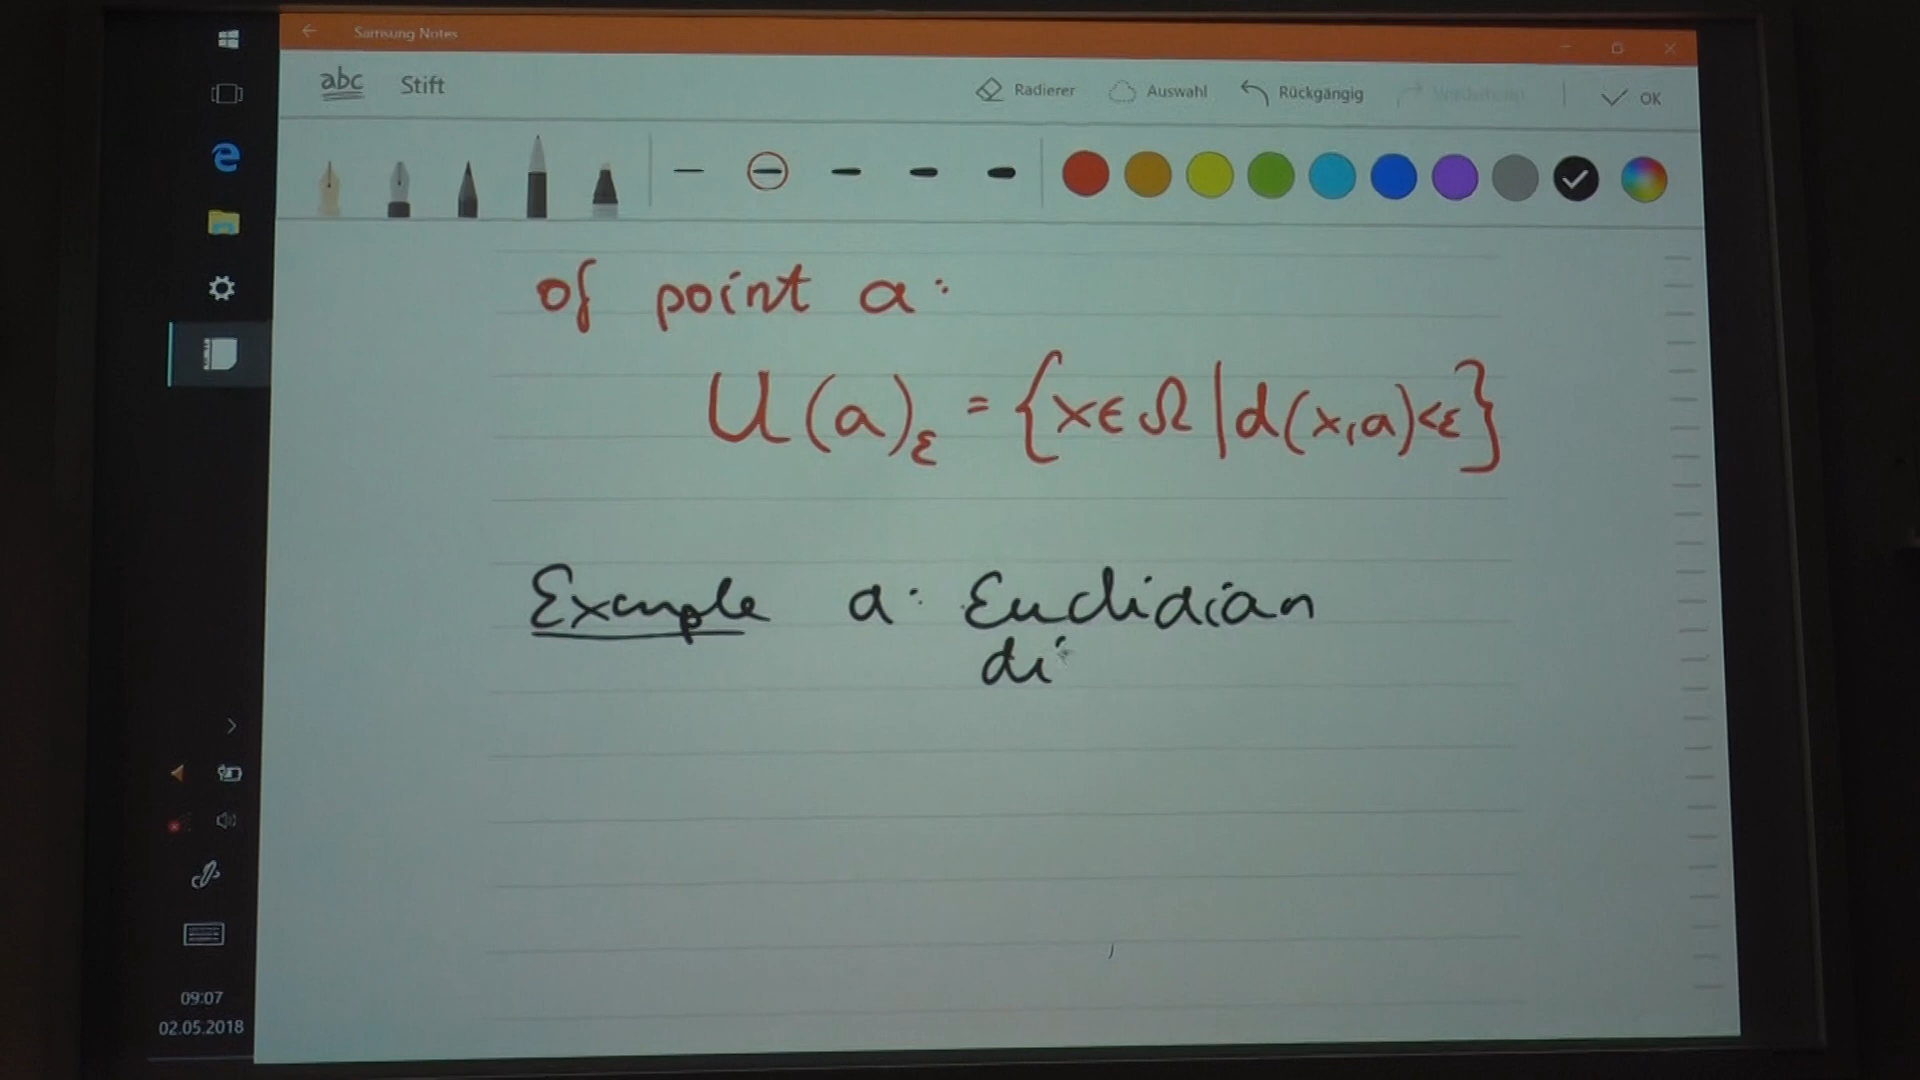 Samsung Notes
abc Stift Radierer Auswahl Rückgängig OK
of point a:
U(a)ε = {x∈Ω|d(x,a)<ε}
Example a: Euclidian
di
09:07
02.05.2018